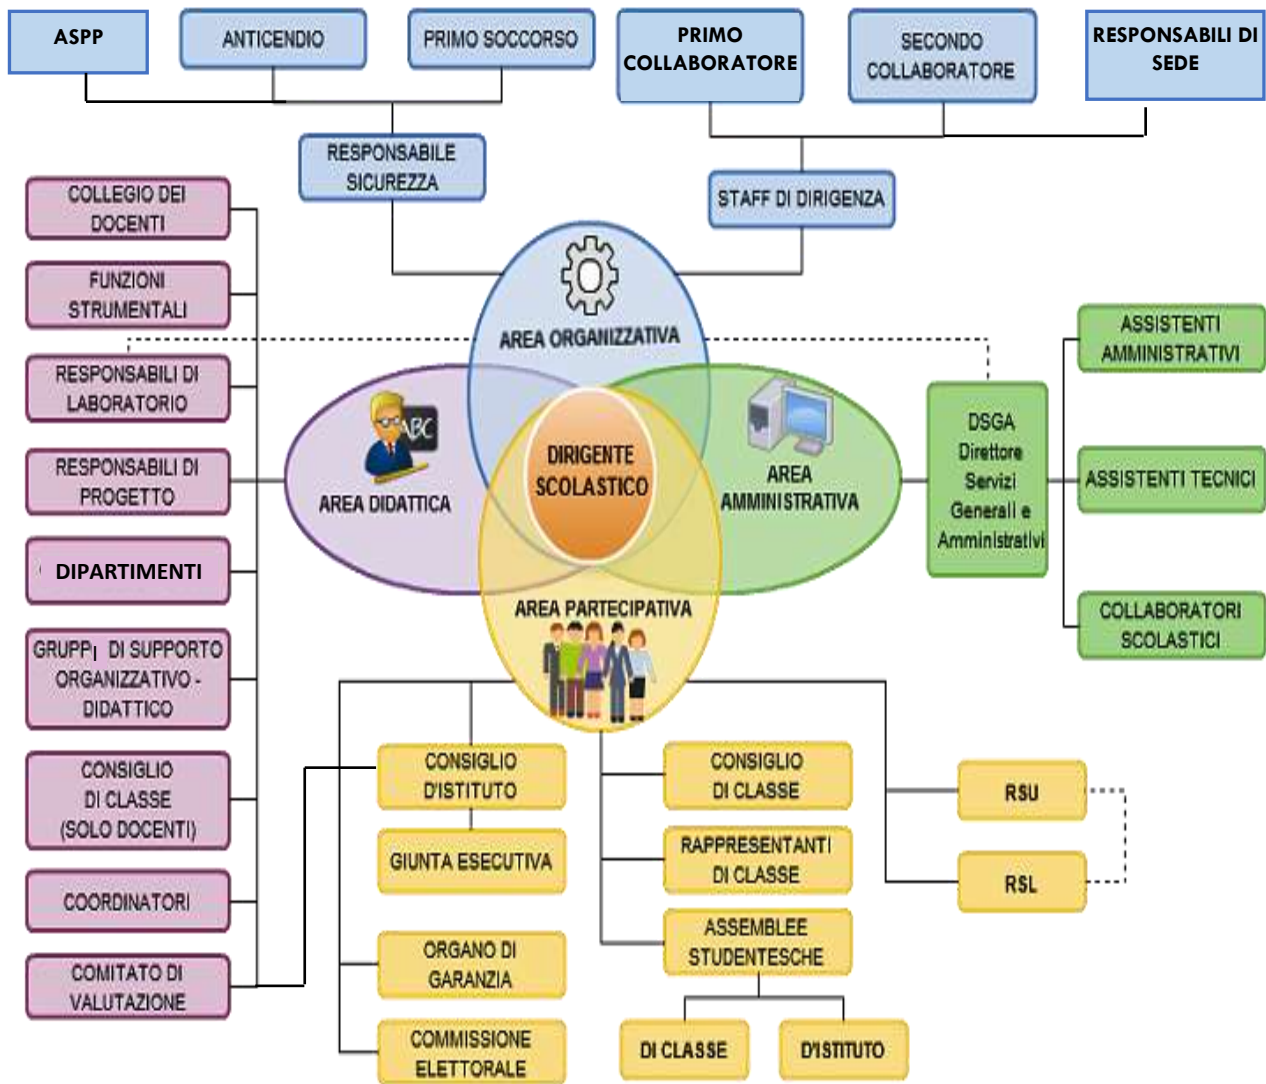 ASPP
ANTICENDIO
PRIMO SOCCORSO
PRIMO
COLLABORATORE
SECONDO
COLLABORATORE
RESPONSABILI DI
SEDE
RESPONSABILE
SICUREZZA
STAFF DI DIRIGENZA
COLLEGIO DEI
DOCENTI
FUNZIONI
STRUMENTALI
RESPONSABILI DI
LABORATORIO
RESPONSABILI DI
PROGETTO
DIPARTIMENTI
GRUPPI DI SUPPORTO
ORGANIZZATIVO -
DIDATTICO
CONSIGLIO
DI CLASSE
(SOLO DOCENTI)
COORDINATORI
COMITATO DI
VALUTAZIONE
AREA ORGANIZZATIVA
ABC
AREA DIDATTICA
DIRIGENTE
SCOLASTICO
AREA
AMMINISTRATIVA
AREA PARTECIPATIVA
DSGA
Direttore
Servizi
Generali e
Amministrativi
ASSISTENTI
AMMINISTRATIVI
ASSISTENTI TECNICI
COLLABORATORI
SCOLASTICI
CONSIGLIO
D'ISTITUTO
GIUNTA ESECUTIVA
ORGANO DI
GARANZIA
COMMISSIONE
ELETTORALE
CONSIGLIO
DI CLASSE
RAPPRESENTANTI
DI CLASSE
ASSEMBLEE
STUDENTESCHE
DI CLASSE
D'ISTITUTO
RSU
RSL